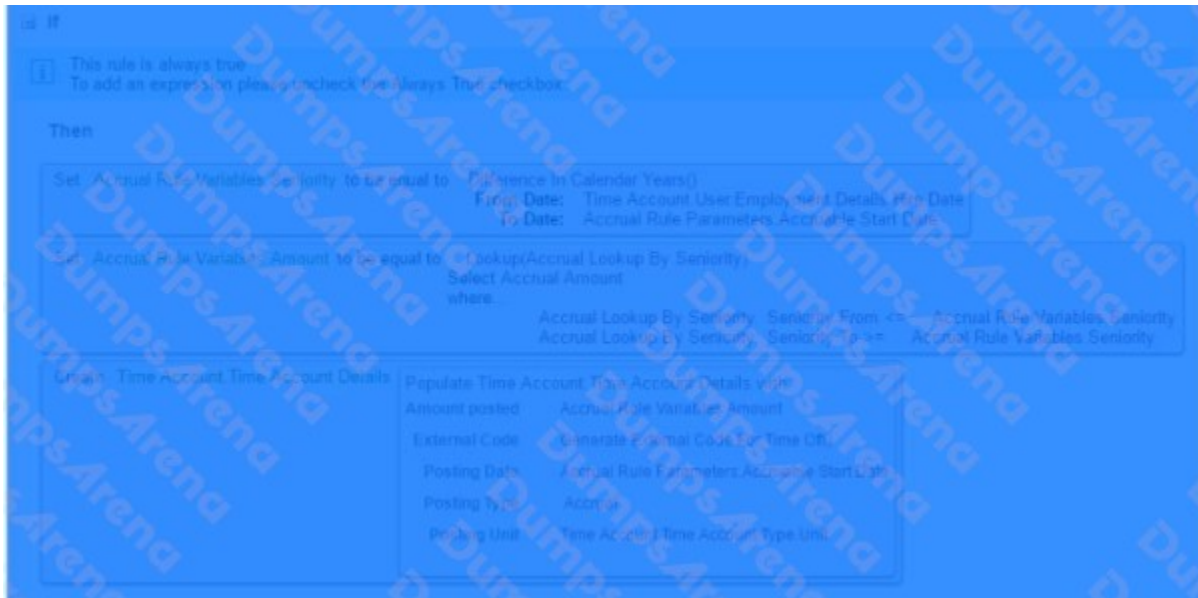 If
This rule is always true
To add an expression please uncheck the Always True checkbox.
Then
Set Accrual Rule Variables.Seniority to be equal to Difference In Calendar Years()
From Date: Time Account.User.Employment Details.Hire Date
To Date: Accrual Rule Parameters.Accruable Start Date
Set Accrual Rule Variables.Amount to be equal to Lookup(Accrual Lookup By Seniority)
Select Accrual Amount
where...
Accrual Lookup By Seniority Seniority From <= Accrual Rule Variables.Seniority
Accrual Lookup By Seniority Seniority To >= Accrual Rule Variables.Seniority
Create Time Account.Time Account Details Populate Time Account.Time Account Details with:
Amount posted Accrual Rule Variables.Amount
External Code Generate External Code For Time Off()
Posting Date Accrual Rule Parameters.Accruable Start Date
Posting Type Accrual
Posting Unit Time Account.Time Account Type.Unit
DumpsArena